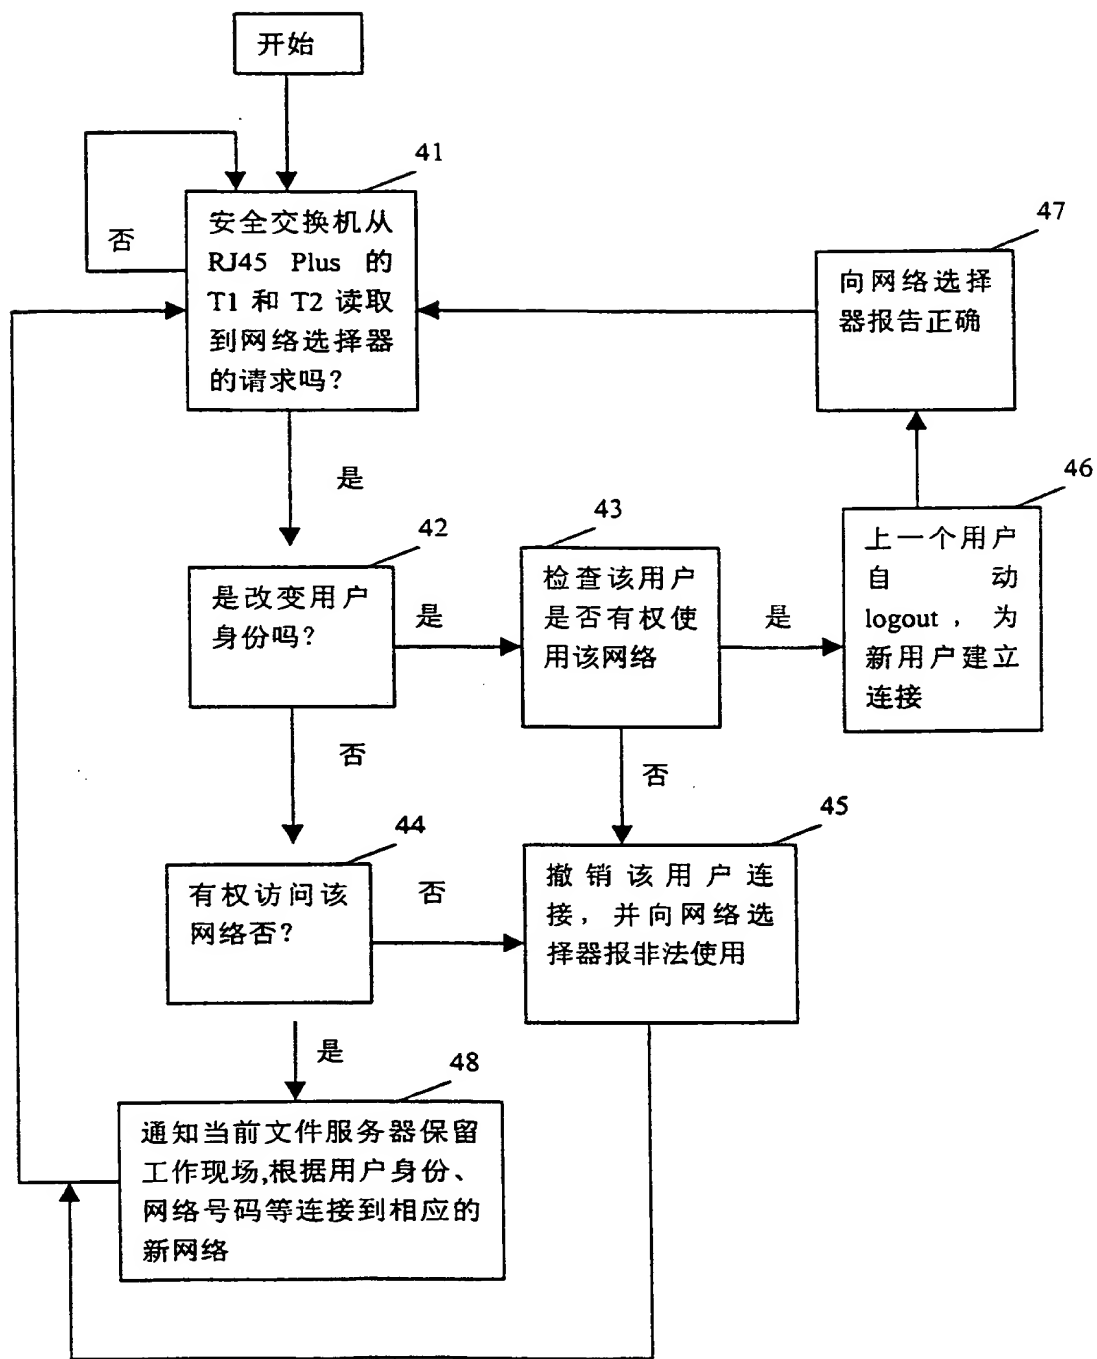 开始
41
安全交换机从
RJ45 Plus 的
T1 和 T2 读取
到网络选择器
的请求吗？
否
47
向网络选择
器报告正确
是
42
是改变用户
身份吗？
是
43
检查该用户
是否有权使
用该网络
是
46
上一个用户
自动
logout，为
新用户建立
连接
否
否
44
有权访问该
网络否？
否
45
撤销该用户连
接，并向网络选
择器报非法使用
是
48
通知当前文件服务器保留
工作现场,根据用户身份、
网络号码等连接到相应的
新网络